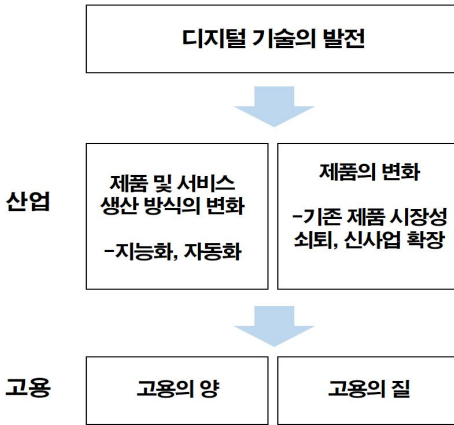 디지털 기술의 발전
산업
제품 및 서비스
생산 방식의 변화
-지능화, 자동화
제품의 변화
-기존 제품 시장성
쇠퇴, 신사업 확장
고용
고용의 양
고용의 질